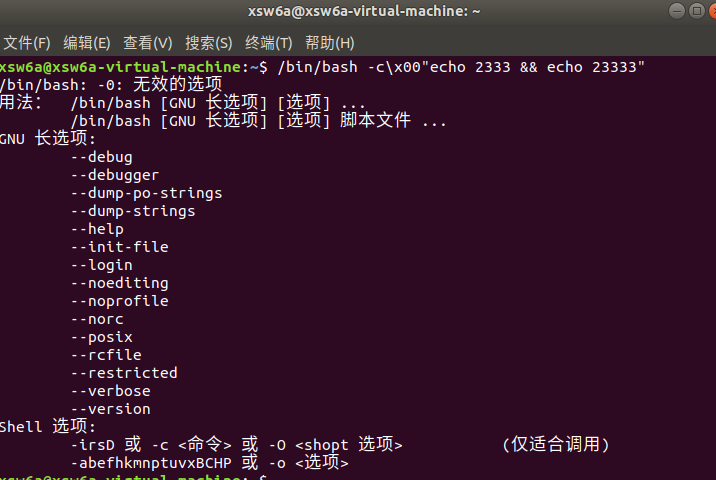 xsw6a@xsw6a-virtual-machine: ~
文件(F) 编辑(E) 查看(V) 搜索(S) 终端(T) 帮助(H)
xsw6a@xsw6a-virtual-machine:~$ /bin/bash -c\x00"echo 2333 && echo 23333"
/bin/bash: -0: 无效的选项
用法： /bin/bash [GNU 长选项] [选项] ...
/bin/bash [GNU 长选项] [选项] 脚本文件 ...
GNU 长选项:
--debug
--debugger
--dump-po-strings
--dump-strings
--help
--init-file
--login
--noediting
--noprofile
--norc
--posix
--rcfile
--restricted
--verbose
--version
Shell 选项:
-irsD 或 -c <命令> 或 -O <shopt 选项> (仅适合调用)
-abefhkmnptuvxBCHP 或 -o <选项>
xsw6a@xsw6a-virtual-machine:~$